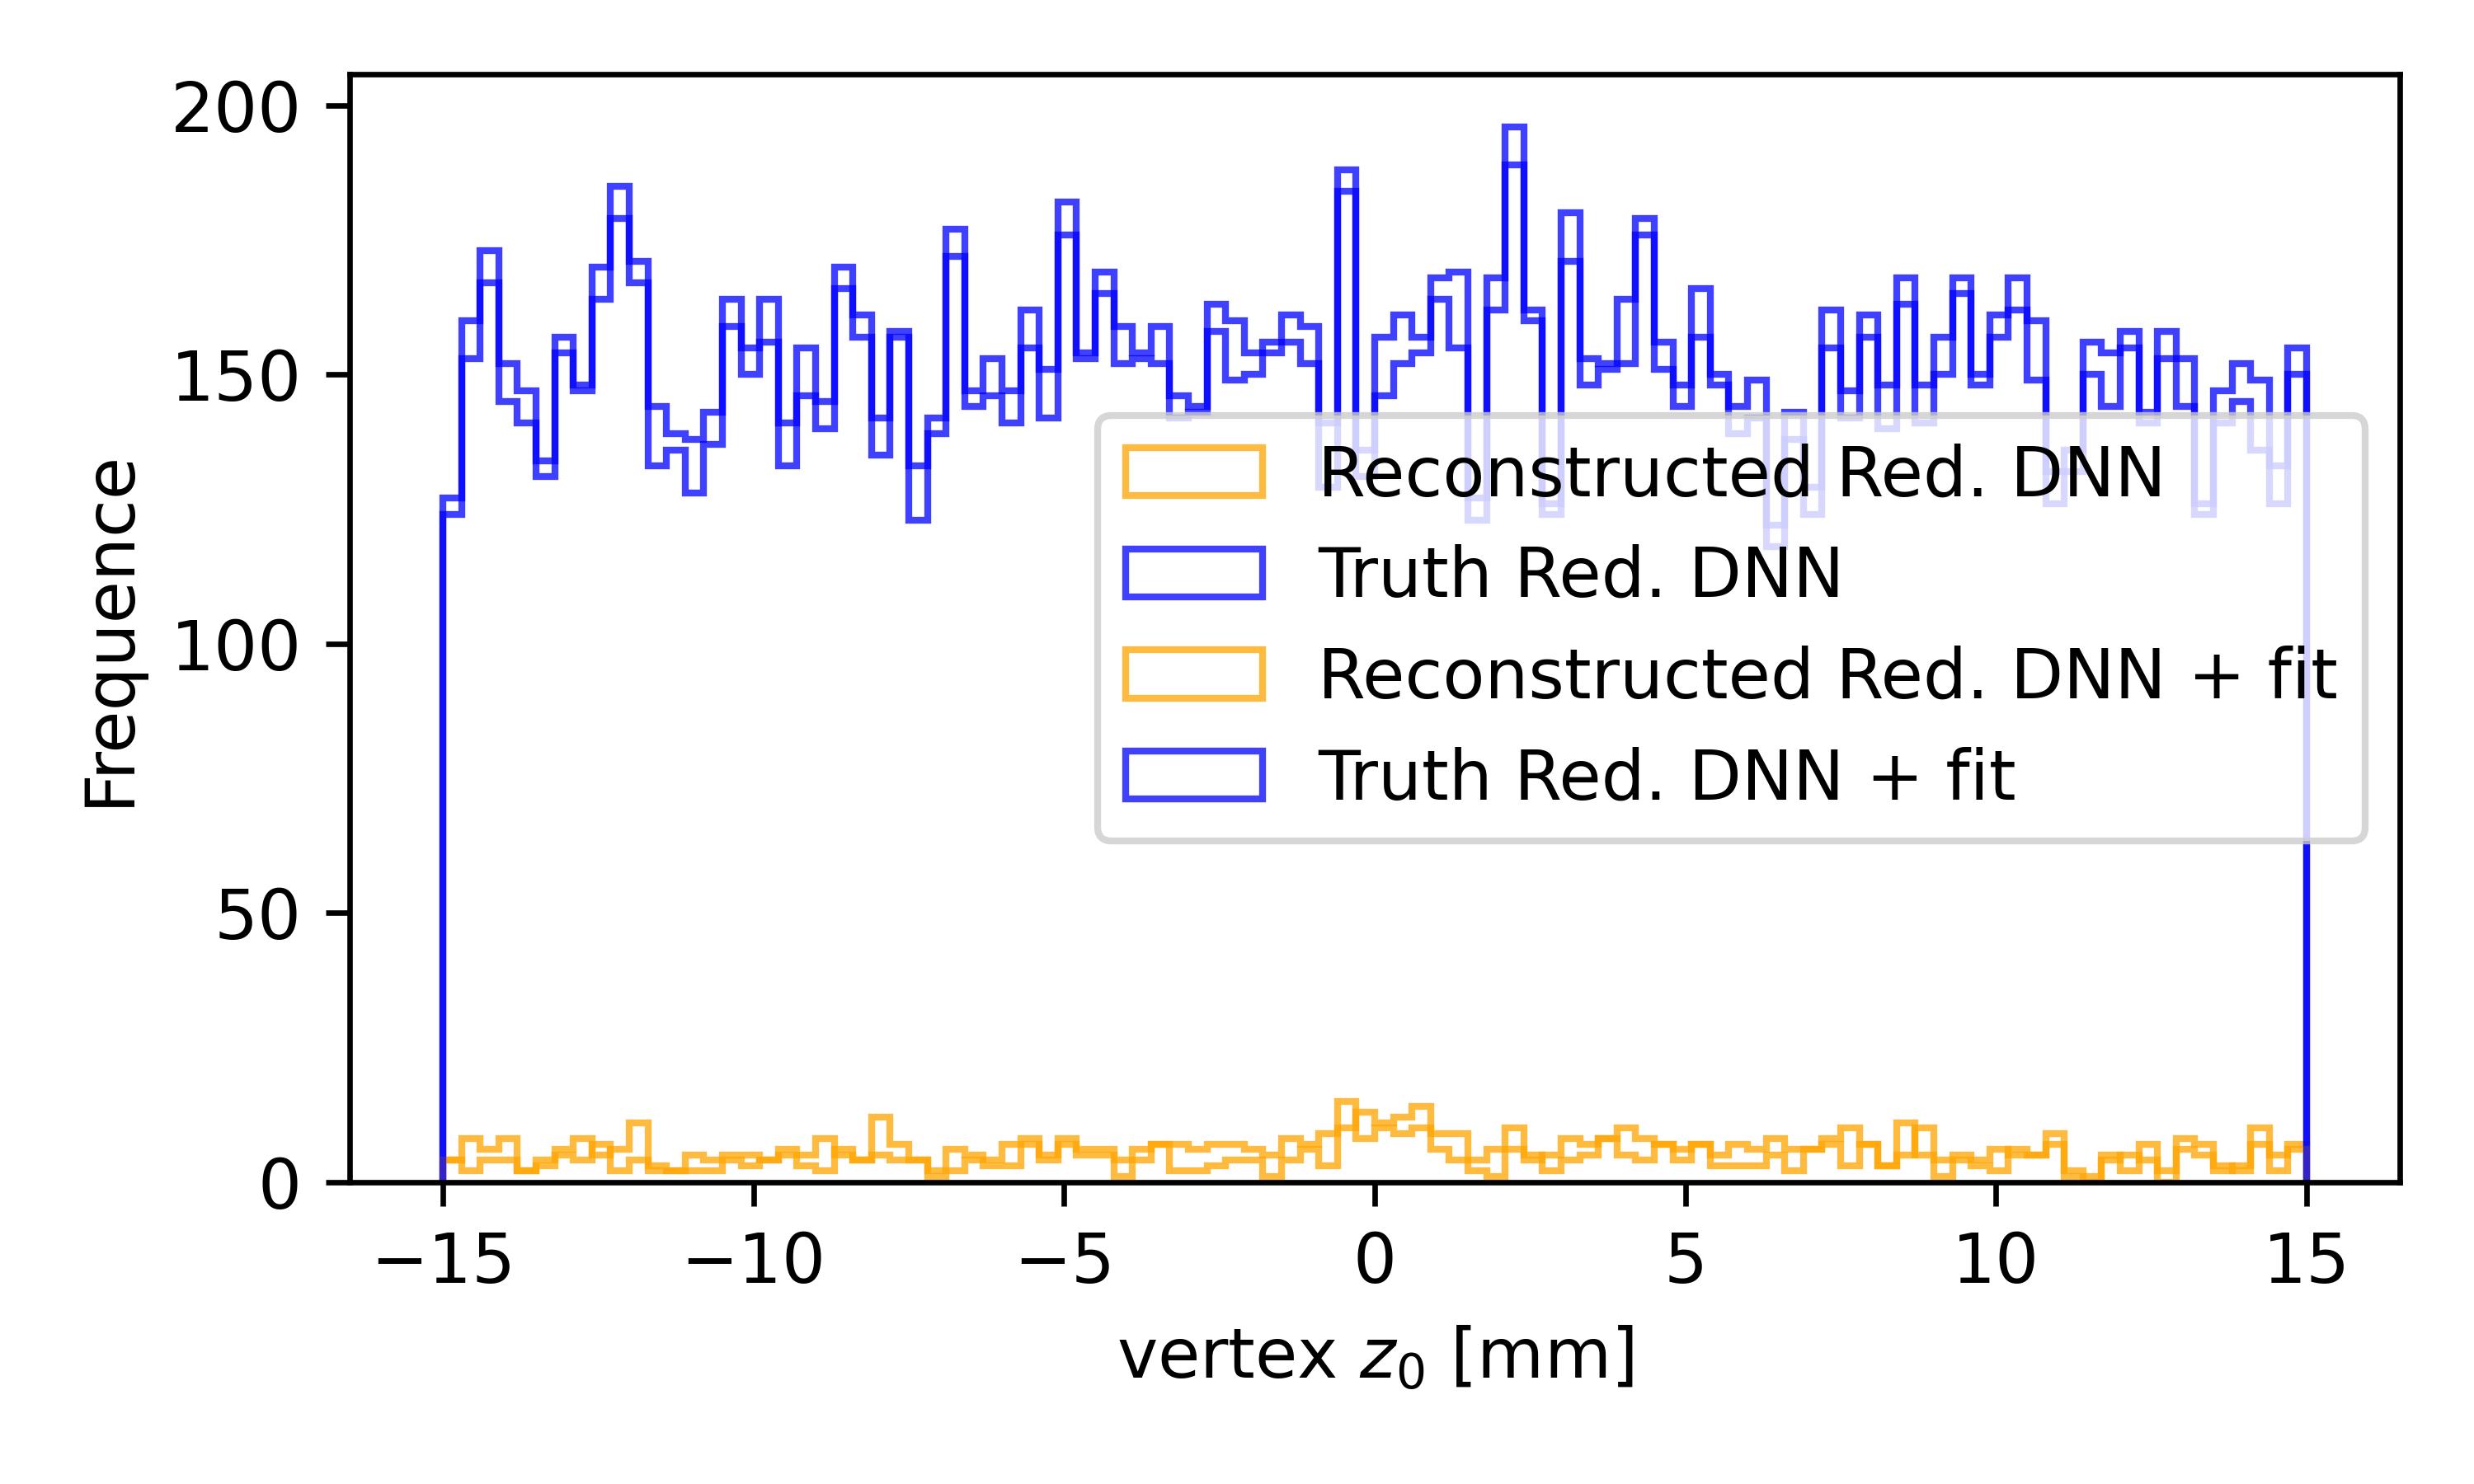 200
150
100
50
0
Frequence
Reconstructed Red. DNN
Truth Red. DNN
Reconstructed Red. DNN + fit
Truth Red. DNN + fit
−15 −10 −5 0 5 10 15
vertex z₀ [mm]